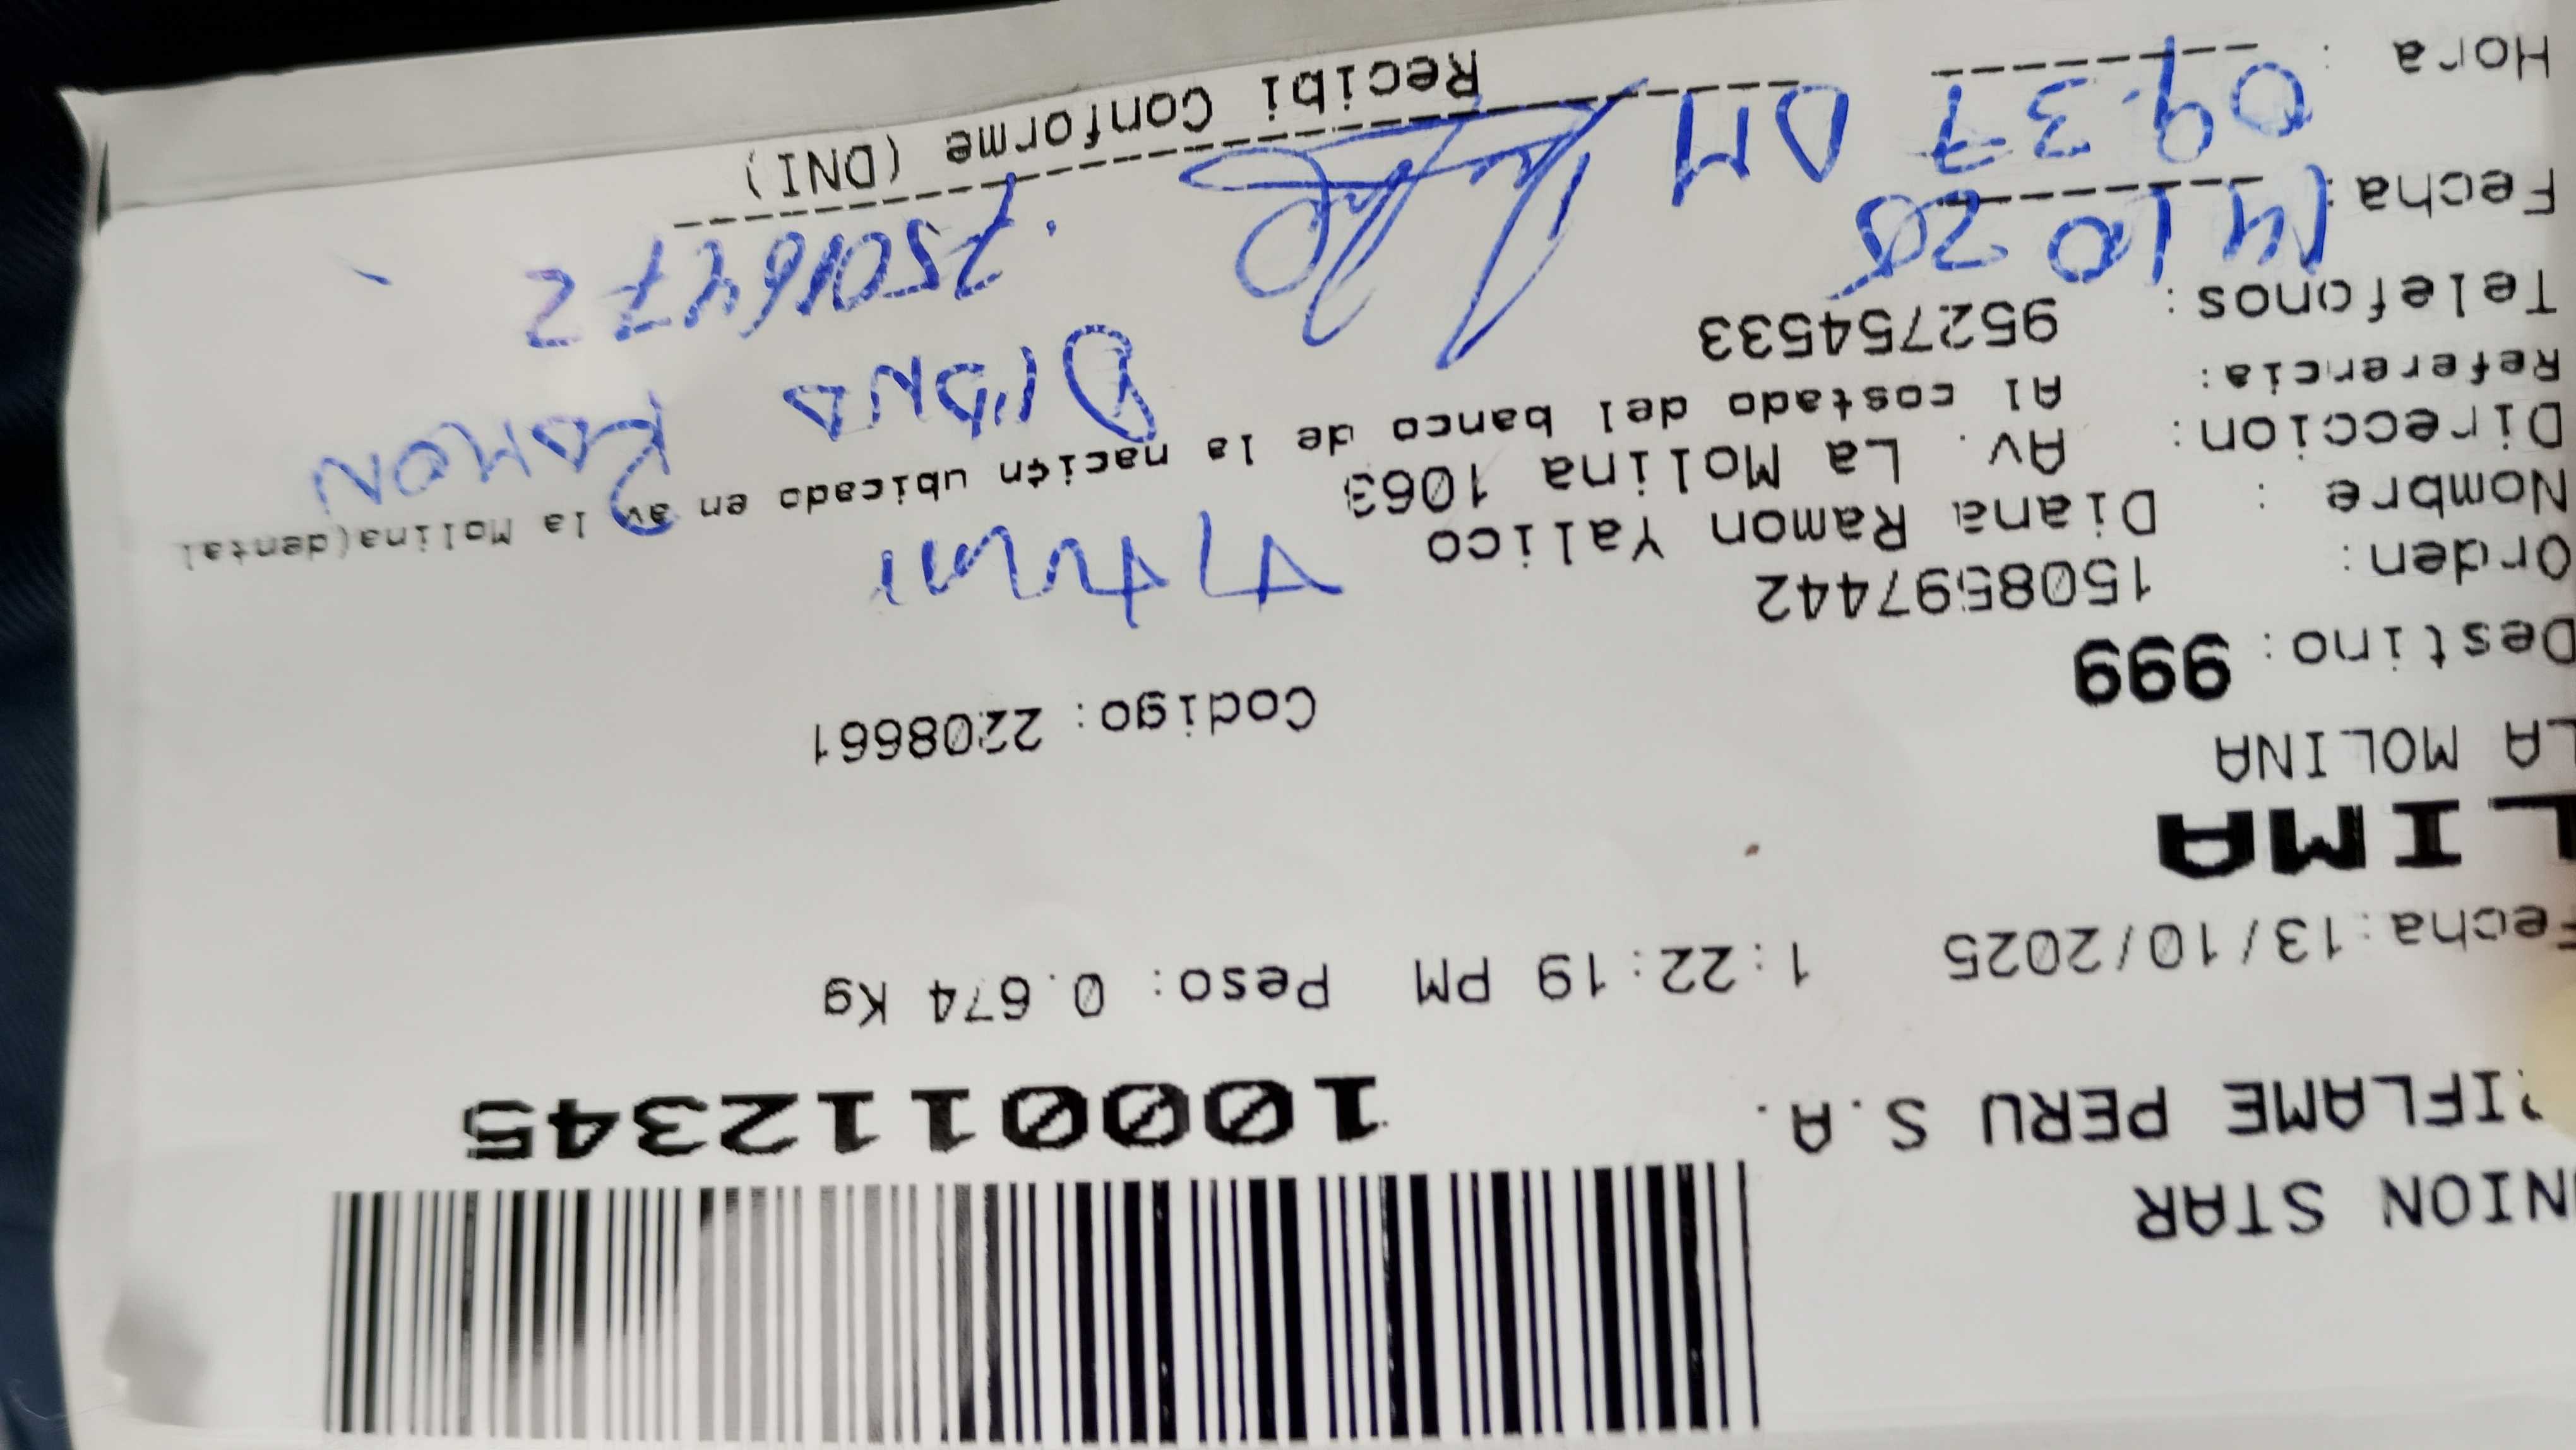 NION STAR
RIFLAME PERU S.A.
1000112345
Fecha:13/10/2025 1:22:19 PM Peso: 0.674 Kg
LIMA
LA MOLINA
Destino: 999 Codigo: 2208661
Orden: 1508597442
Nombre : Diana Ramon Yalico
Direccion: Av. La Molina 1063
Referencia: Al costado del banco de la nación ubicado en av la Molina(dental
Telefonos: 952754533
DIANA RAMON
Fecha: 14 10 25
75016472
Hora : 09 37 AM
Recibi Conforme (DNI)